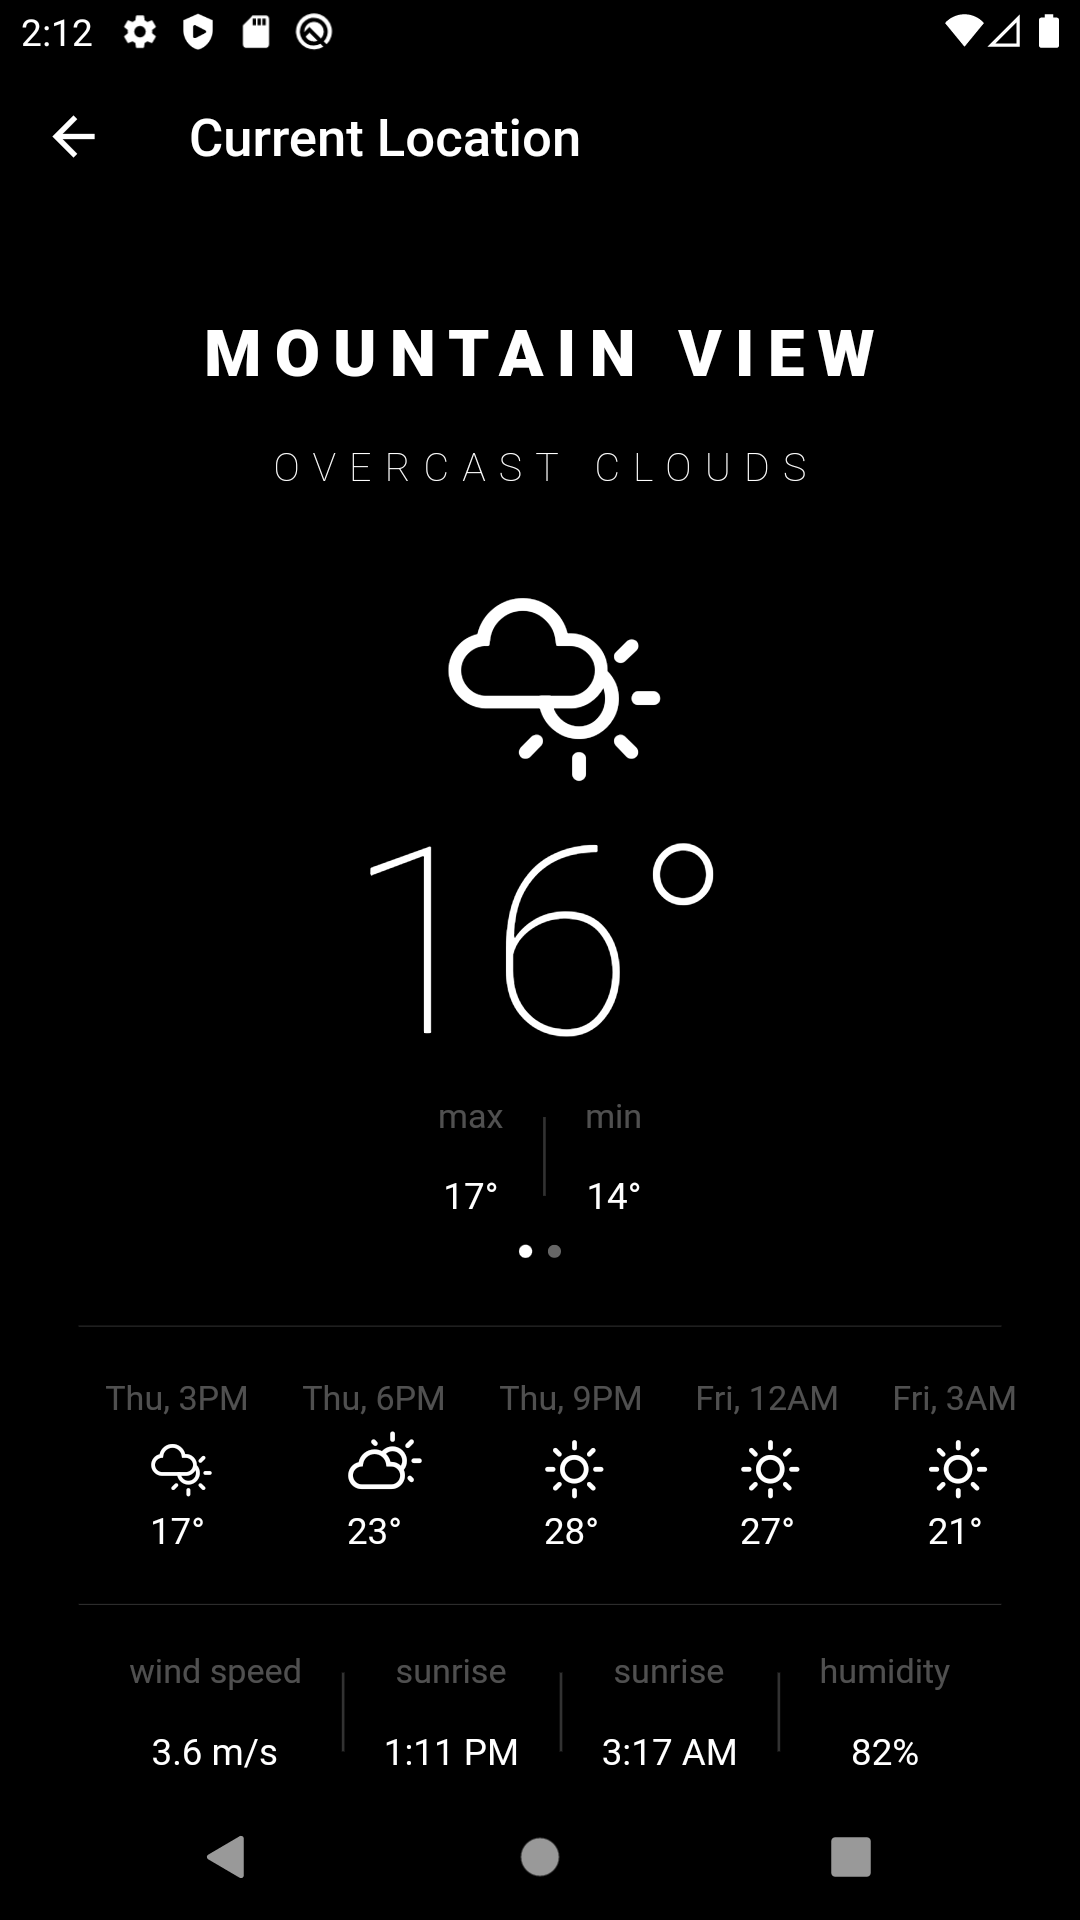 2:12
Current Location
MOUNTAIN VIEW
OVERCAST CLOUDS
16°
max min
17° 14°
Thu, 3PM Thu, 6PM Thu, 9PM Fri, 12AM Fri, 3AM
17° 23° 28° 27° 21°
wind speed sunrise sunrise humidity
3.6 m/s 1:11 PM 3:17 AM 82%